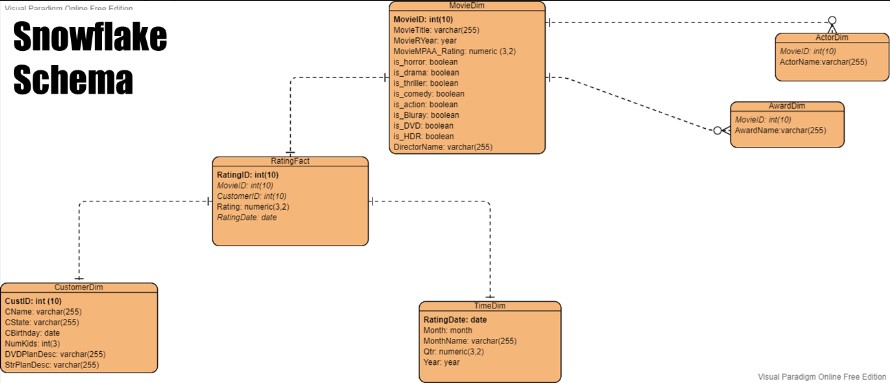 Visual Paradigm Online Free Edition
Snowflake
Schema
MovieDim
MovieID: int(10)
MovieTitle: varchar(255)
MovieRYear: year
MovieMPAA_Rating: numeric (3,2)
is_horror: boolean
is_drama: boolean
is_thriller: boolean
is_comedy: boolean
is_action: boolean
is_Bluray: boolean
is_DVD: boolean
is_HDR: boolean
DirectorName: varchar(255)
ActorDim
MovieID: int(10)
ActorName:varchar(255)
AwardDim
MovieID: int(10)
AwardName:varchar(255)
RatingFact
RatingID: int(10)
MovieID: int(10)
CustomerID: int(10)
Rating: numeric(3,2)
RatingDate: date
CustomerDim
CustID: int (10)
CName: varchar(255)
CState: varchar(255)
CBirthday: date
NumKids: int(3)
DVDPlanDesc: varchar(255)
StrPlanDesc: varchar(255)
TimeDim
RatingDate: date
Month: month
MonthName: varchar(255)
Qtr: numeric(3,2)
Year: year
Visual Paradigm Online Free Edition